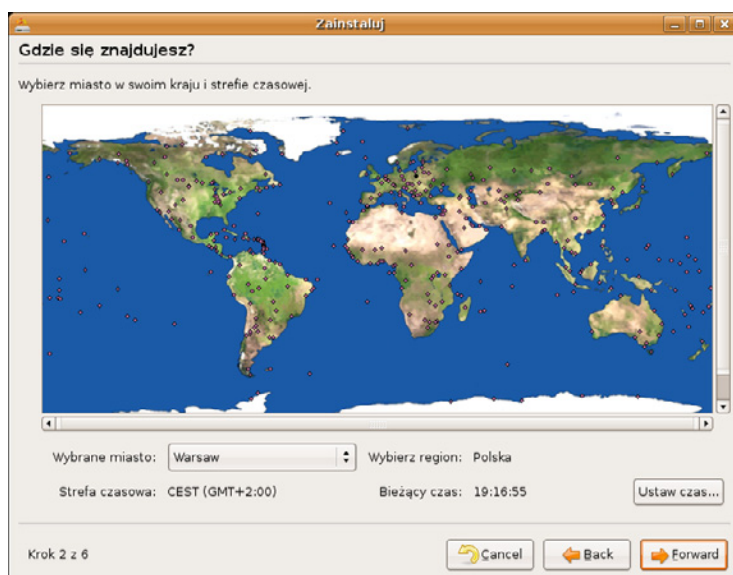 Zainstaluj
Gdzie się znajdujesz?
Wybierz miasto w swoim kraju i strefie czasowej.
Wybrane miasto: Warsaw Wybierz region: Polska
Strefa czasowa: CEST (GMT+2:00) Bieżący czas: 19:16:55 Ustaw czas...
Krok 2 z 6 Cancel Back Forward